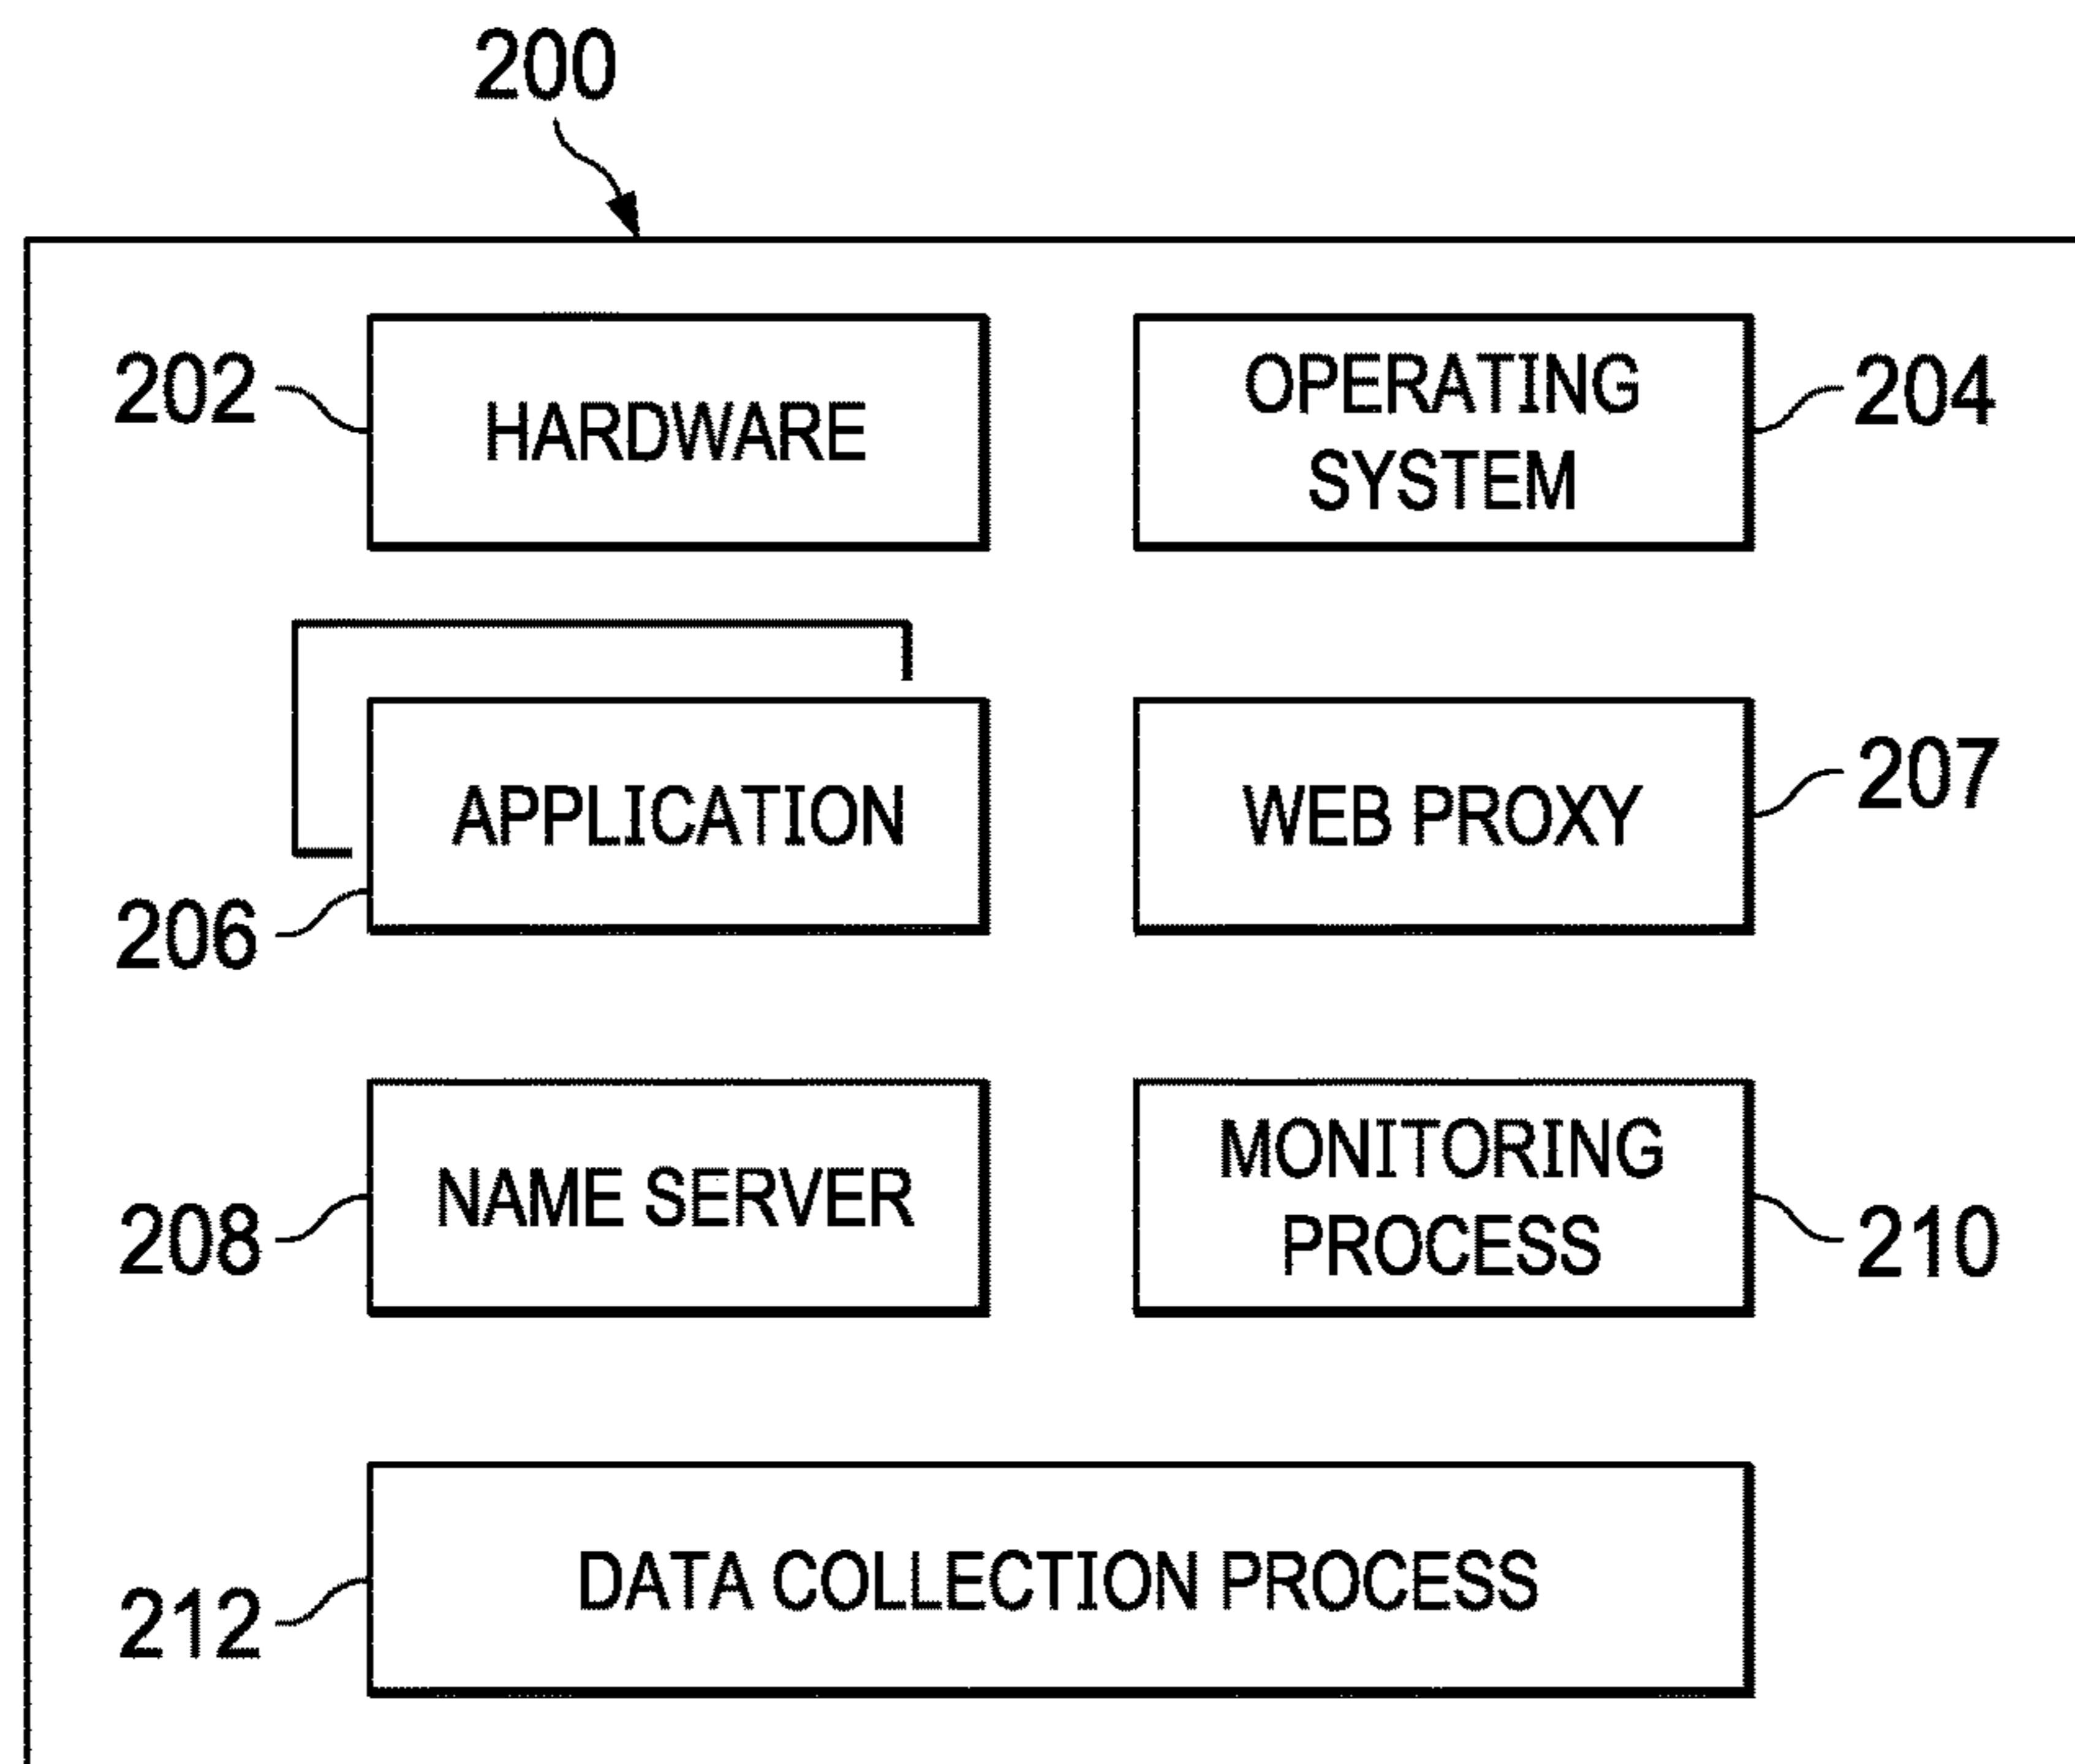 200
202
HARDWARE
OPERATING
SYSTEM
204
APPLICATION
206
WEB PROXY
207
NAME SERVER
208
MONITORING
PROCESS
210
DATA COLLECTION PROCESS
212